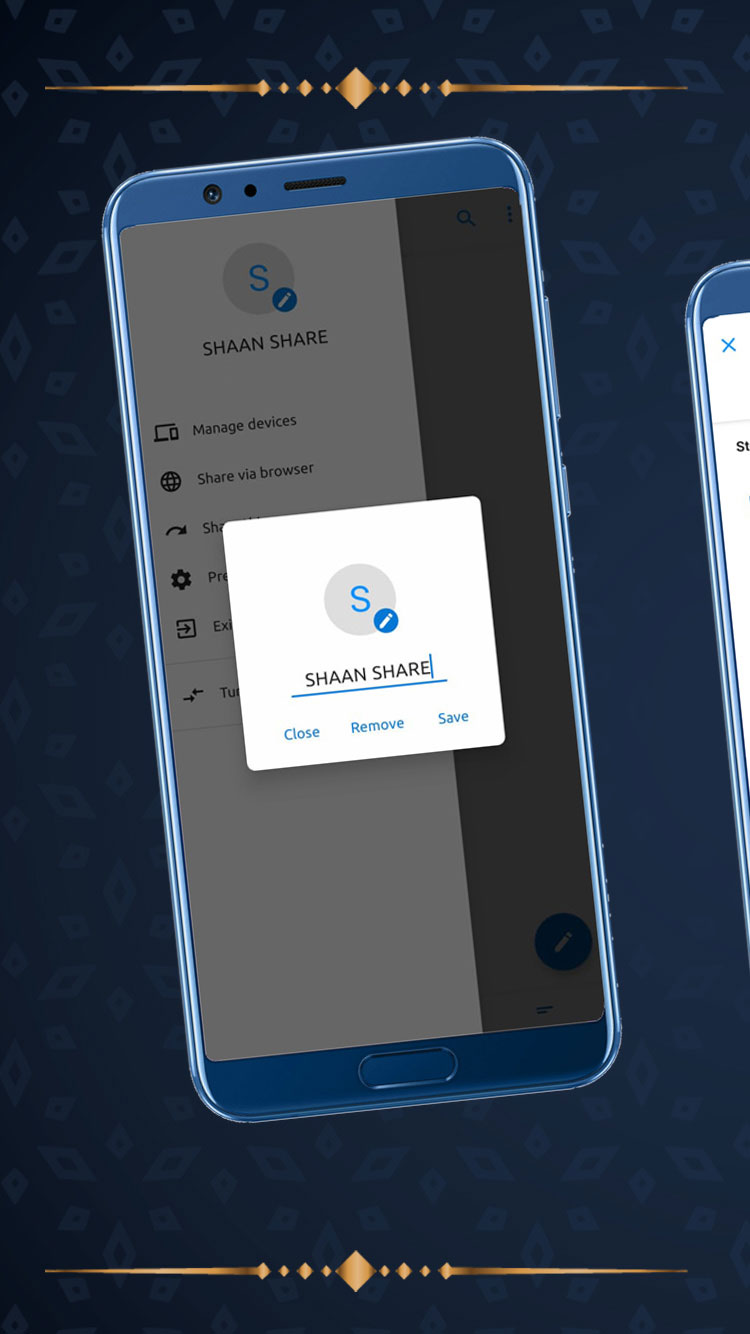 S
SHAAN SHARE
Manage devices
Share via browser
S
SHAAN SHARE
Close Remove Save